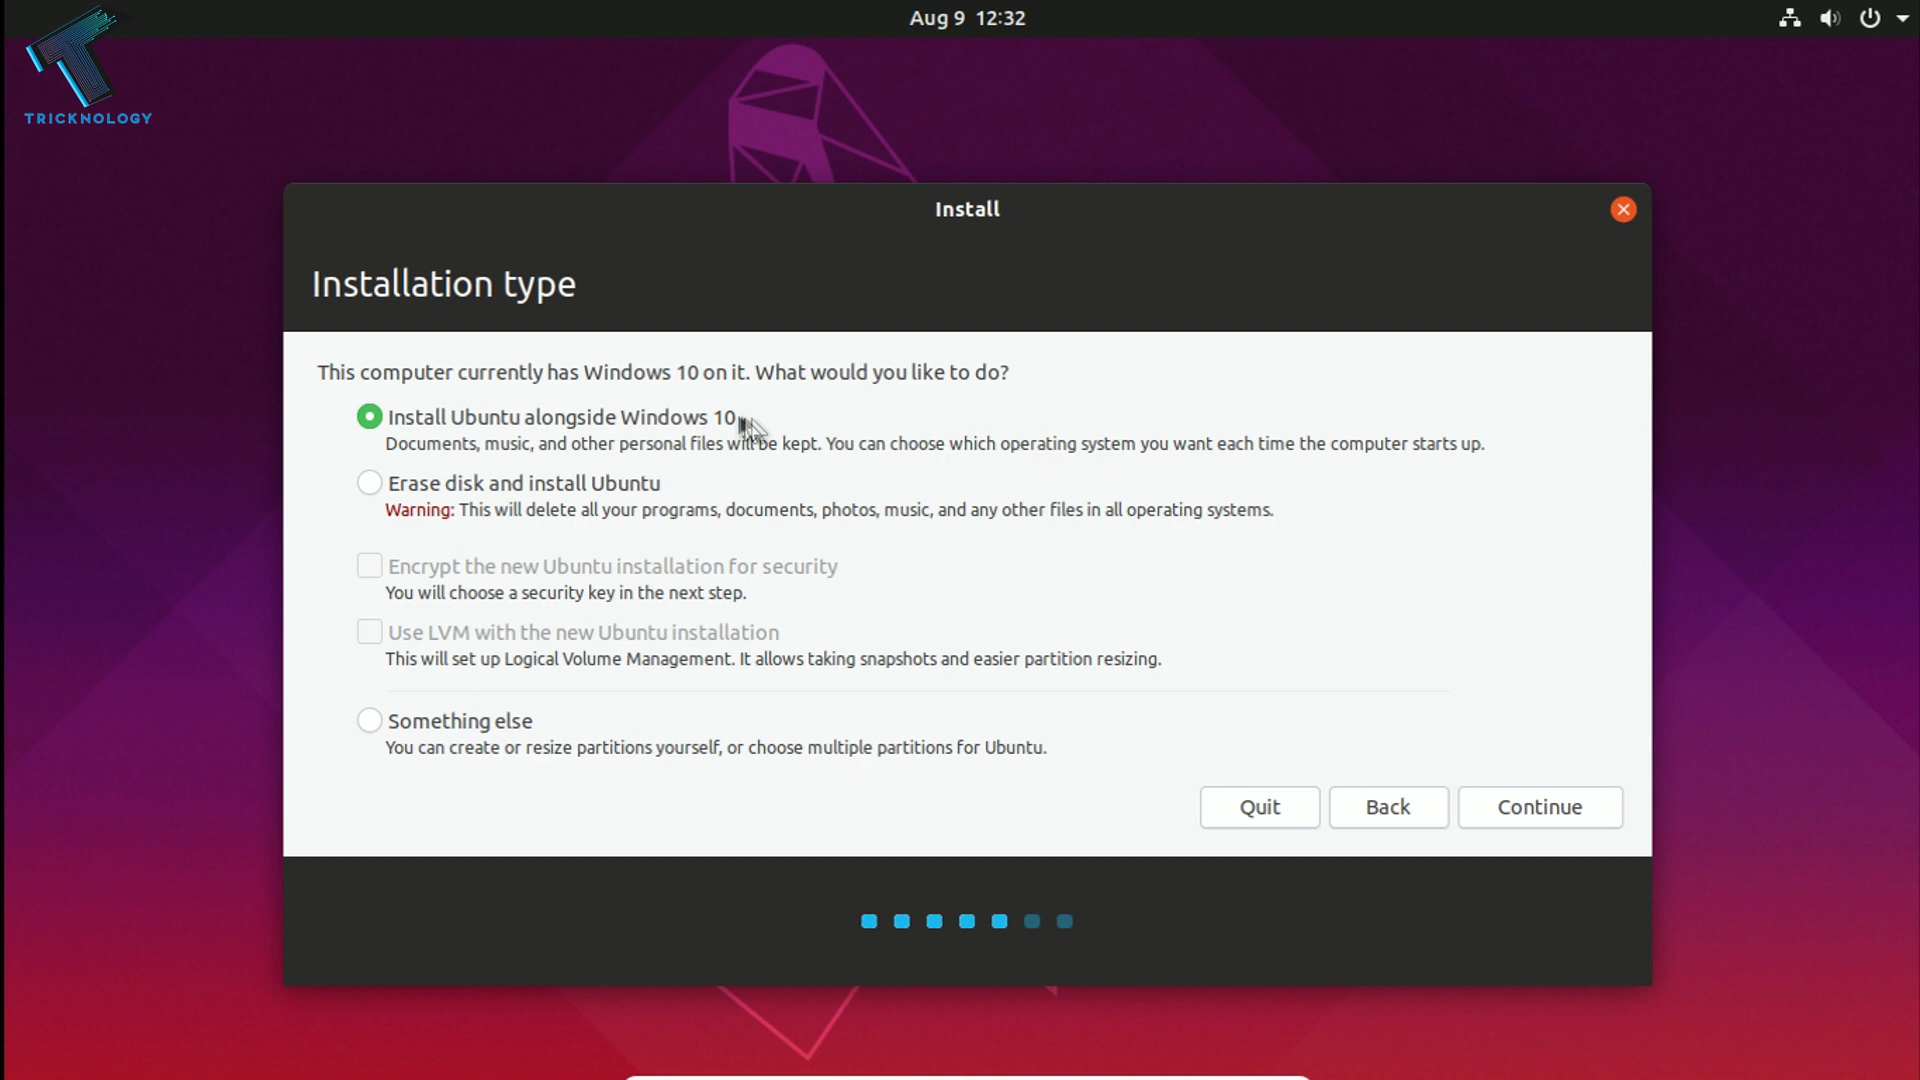 Aug 9 12:32
TRICKNOLOGY
Install
Installation type
This computer currently has Windows 10 on it. What would you like to do?
Install Ubuntu alongside Windows 10
Documents, music, and other personal files will be kept. You can choose which operating system you want each time the computer starts up.
Erase disk and install Ubuntu
Warning: This will delete all your programs, documents, photos, music, and any other files in all operating systems.
Encrypt the new Ubuntu installation for security
You will choose a security key in the next step.
Use LVM with the new Ubuntu installation
This will set up Logical Volume Management. It allows taking snapshots and easier partition resizing.
Something else
You can create or resize partitions yourself, or choose multiple partitions for Ubuntu.
Quit
Back
Continue